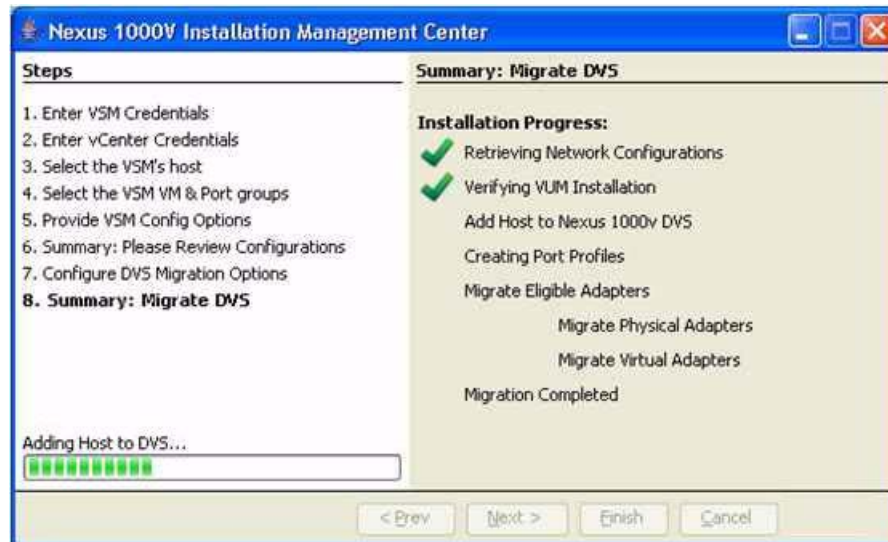 Nexus 1000V Installation Management Center
Steps
1. Enter VSM Credentials
2. Enter vCenter Credentials
3. Select the VSM's host
4. Select the VSM VM & Port groups
5. Provide VSM Config Options
6. Summary: Please Review Configurations
7. Configure DVS Migration Options
8. Summary: Migrate DVS
Adding Host to DVS...
Summary: Migrate DVS
Installation Progress:
Retrieving Network Configurations
Verifying VUM Installation
Add Host to Nexus 1000v DVS
Creating Port Profiles
Migrate Eligible Adapters
Migrate Physical Adapters
Migrate Virtual Adapters
Migration Completed
< Prev
Next >
Finish
Cancel